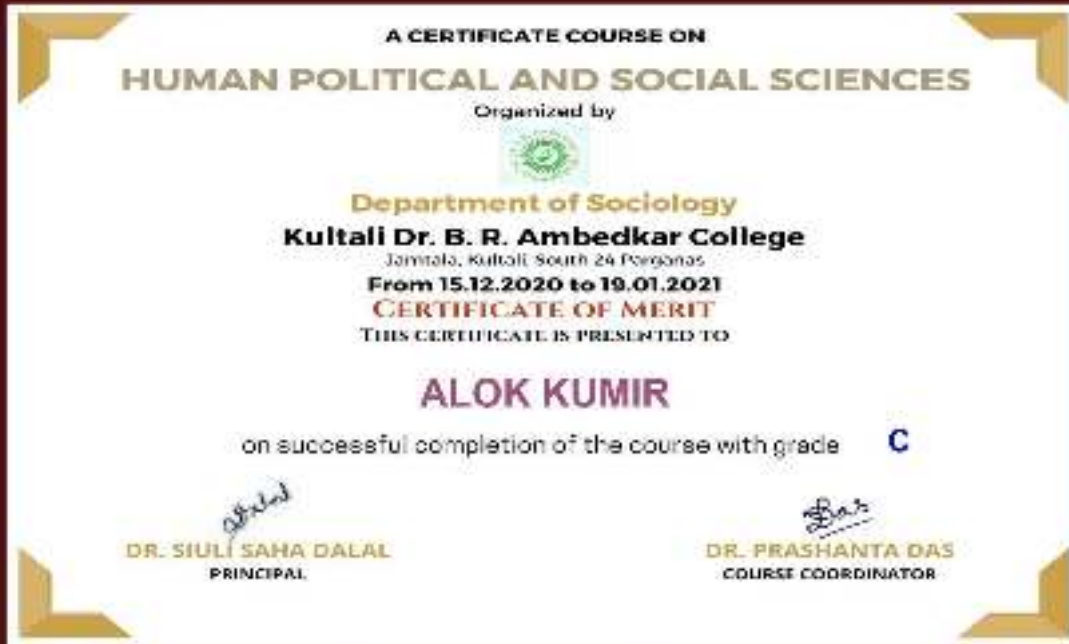 A CERTIFICATE COURSE ON
HUMAN POLITICAL AND SOCIAL SCIENCES
Organized by
Department of Sociology
Kultali Dr. B. R. Ambedkar College
Jamtala, Kultali, South 24 Parganas
From 15.12.2020 to 19.01.2021
CERTIFICATE OF MERIT
THIS CERTIFICATE IS PRESENTED TO
ALOK KUMIR
on successful completion of the course with grade C
DR. SIULI SAHA DALAL
PRINCIPAL
Das
DR. PRASHANTA DAS
COURSE COORDINATOR